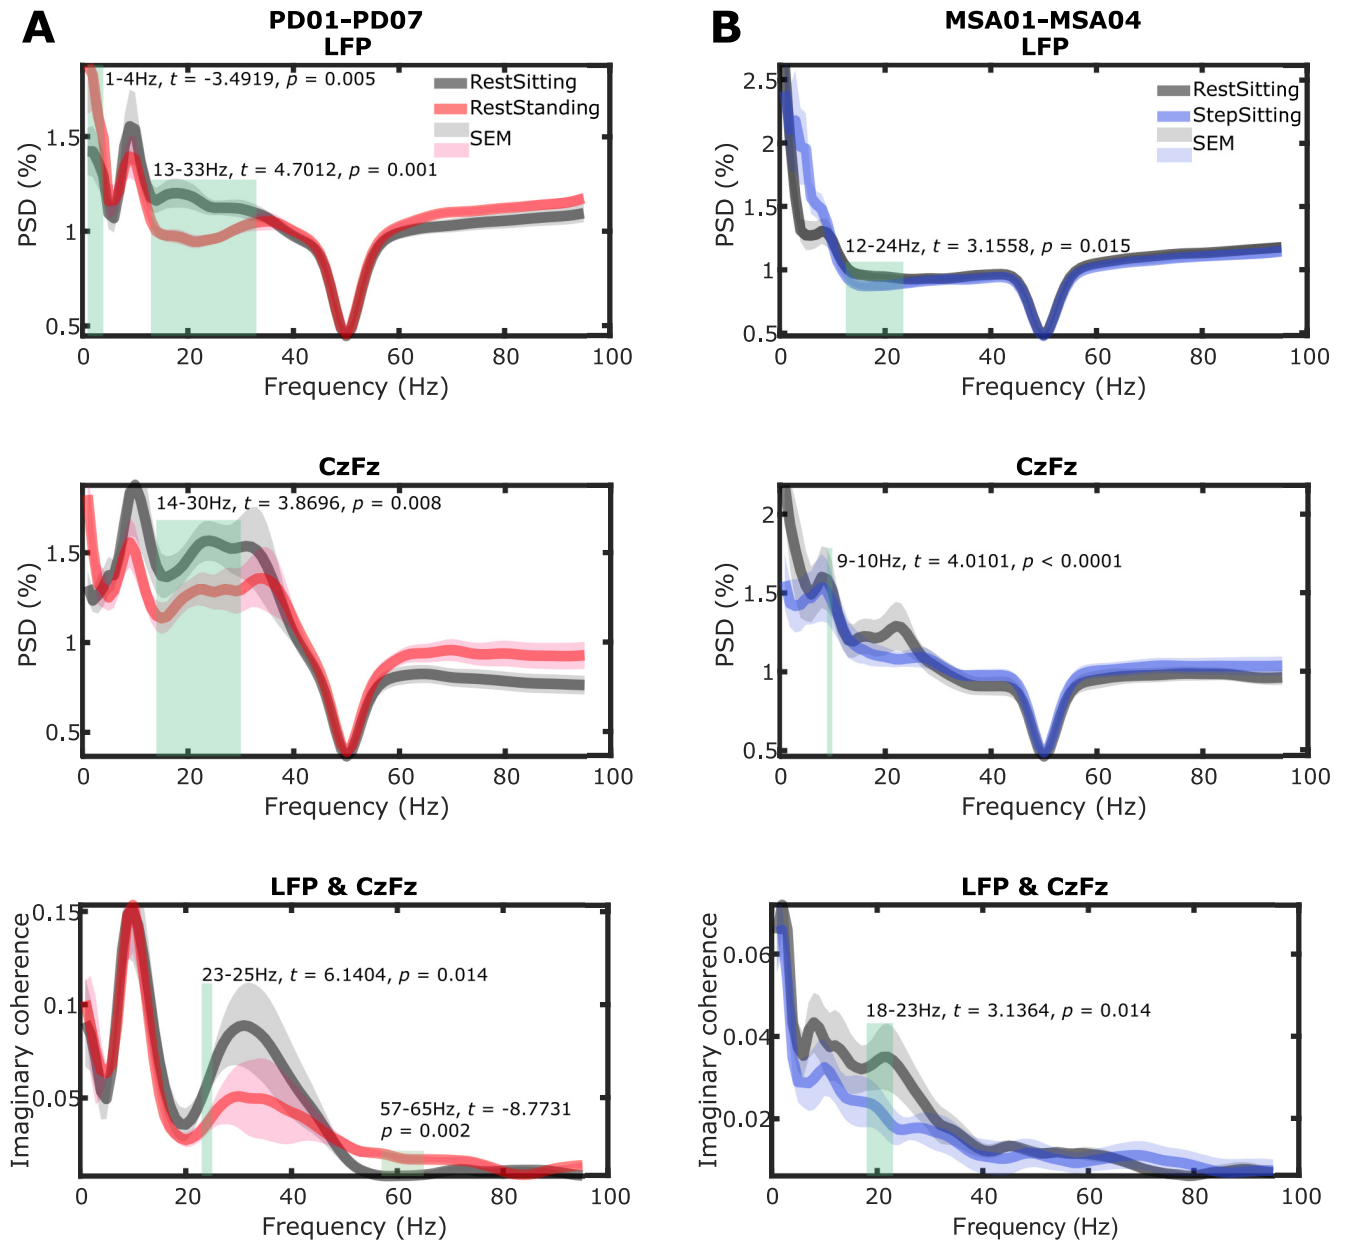 A
PD01-PD07
LFP
1-4Hz, t = -3.4919, p = 0.005
RestSitting
RestStanding
SEM
13-33Hz, t = 4.7012, p = 0.001
PSD (%)
1.5
1
0.5
0 20 40 60 80 100
Frequency (Hz)
B
MSA01-MSA04
LFP
RestSitting
StepSitting
SEM
12-24Hz, t = 3.1558, p = 0.015
PSD (%)
2.5
2
1.5
1
0.5
0 20 40 60 80 100
Frequency (Hz)
CzFz
14-30Hz, t = 3.8696, p = 0.008
PSD (%)
1.5
1
0.5
0 20 40 60 80 100
Frequency (Hz)
CzFz
9-10Hz, t = 4.0101, p < 0.0001
PSD (%)
2
1.5
1
0.5
0 20 40 60 80 100
Frequency (Hz)
LFP & CzFz
23-25Hz, t = 6.1404, p = 0.014
57-65Hz, t = -8.7731
p = 0.002
Imaginary coherence
0.15
0.1
0.05
0 20 40 60 80 100
Frequency (Hz)
LFP & CzFz
18-23Hz, t = 3.1364, p = 0.014
Imaginary coherence
0.06
0.04
0.02
0 20 40 60 80 100
Frequency (Hz)